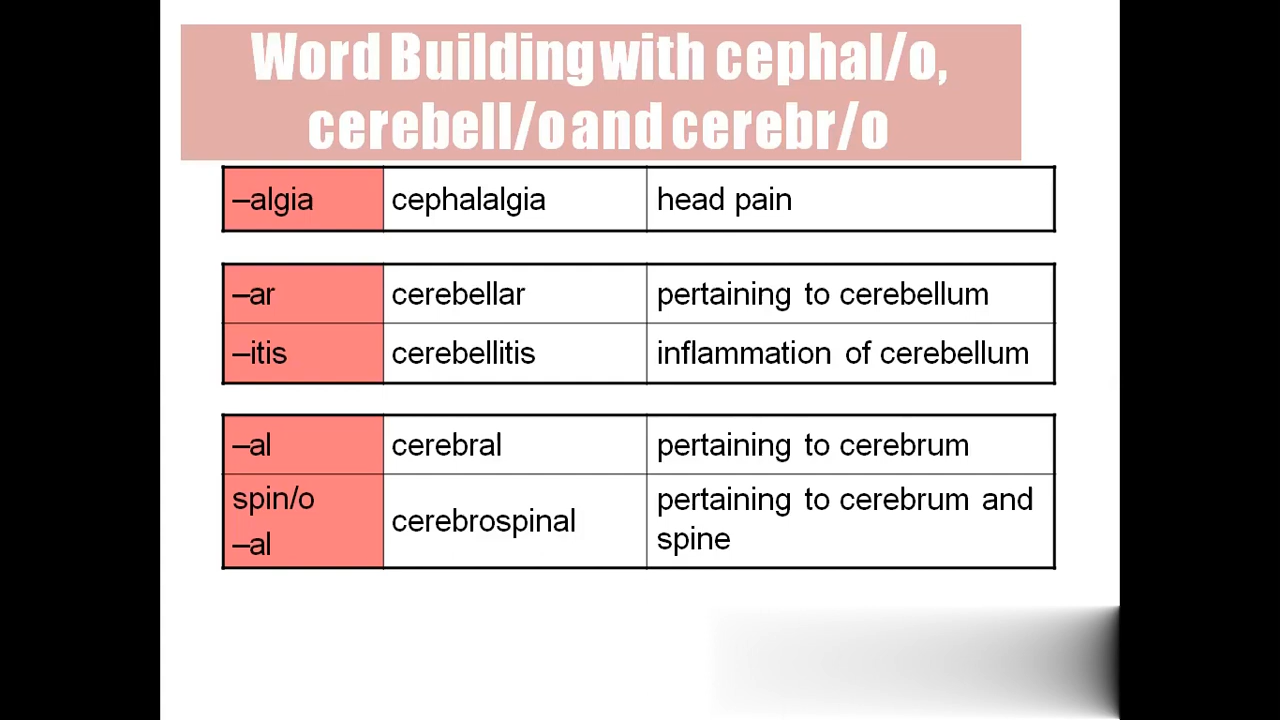 Word Building with cephal/o,
cerebell/o and cerebr/o
–algia cephalalgia head pain
–ar cerebellar pertaining to cerebellum
–itis cerebellitis inflammation of cerebellum
–al cerebral pertaining to cerebrum
spin/o
–al
cerebrospinal
pertaining to cerebrum and
spine